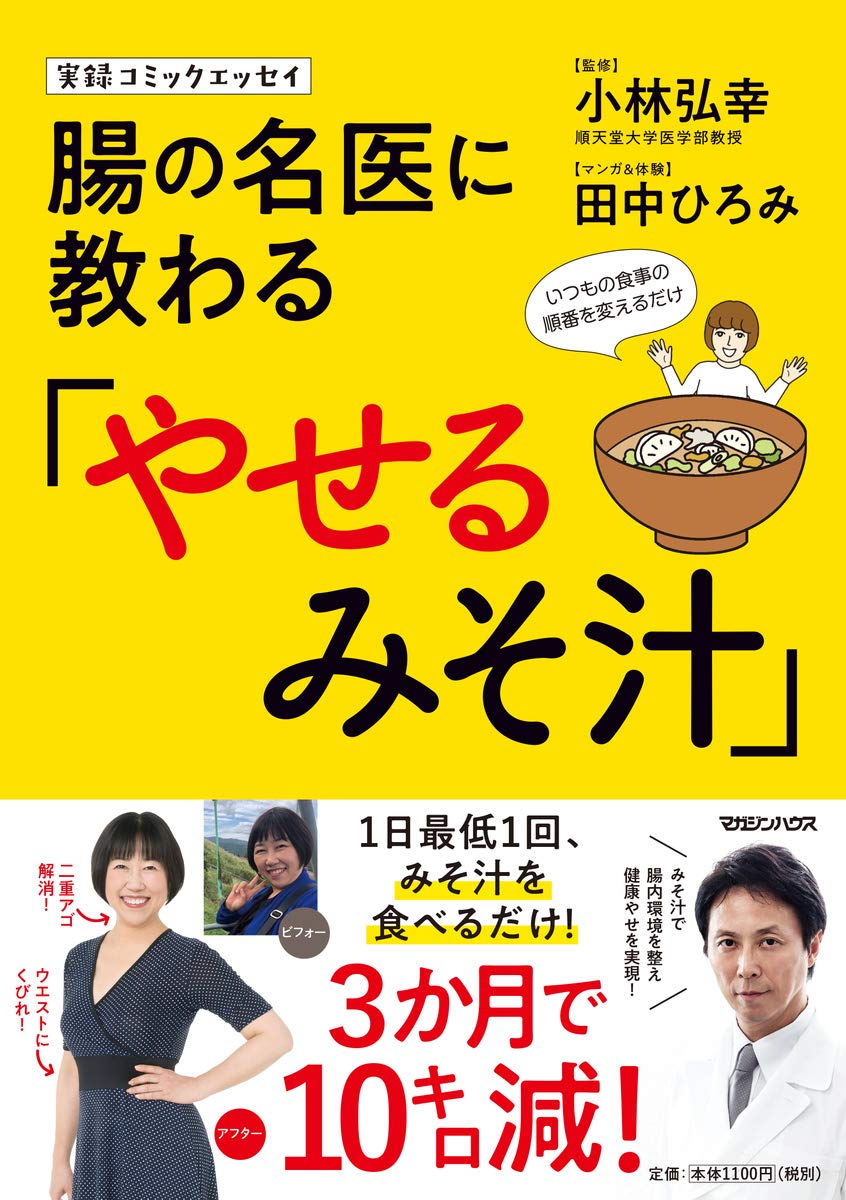 実録コミックエッセイ
腸の名医に
教わる
「やせる
みそ汁」
【監修】
小林弘幸
順天堂大学医学部教授
【マンガ&体験】
田中ひろみ
いつもの食事の
順番を変えるだけ
二重アゴ
解消!
ウエストに
くびれ!
ビフォー
アフター
1日最低1回、
みそ汁を
食べるだけ!
3か月で
10キロ減!
マガジンハウス
みそ汁で
腸内環境を整え
健康やせを実現!
定価:本体1100円(税別)